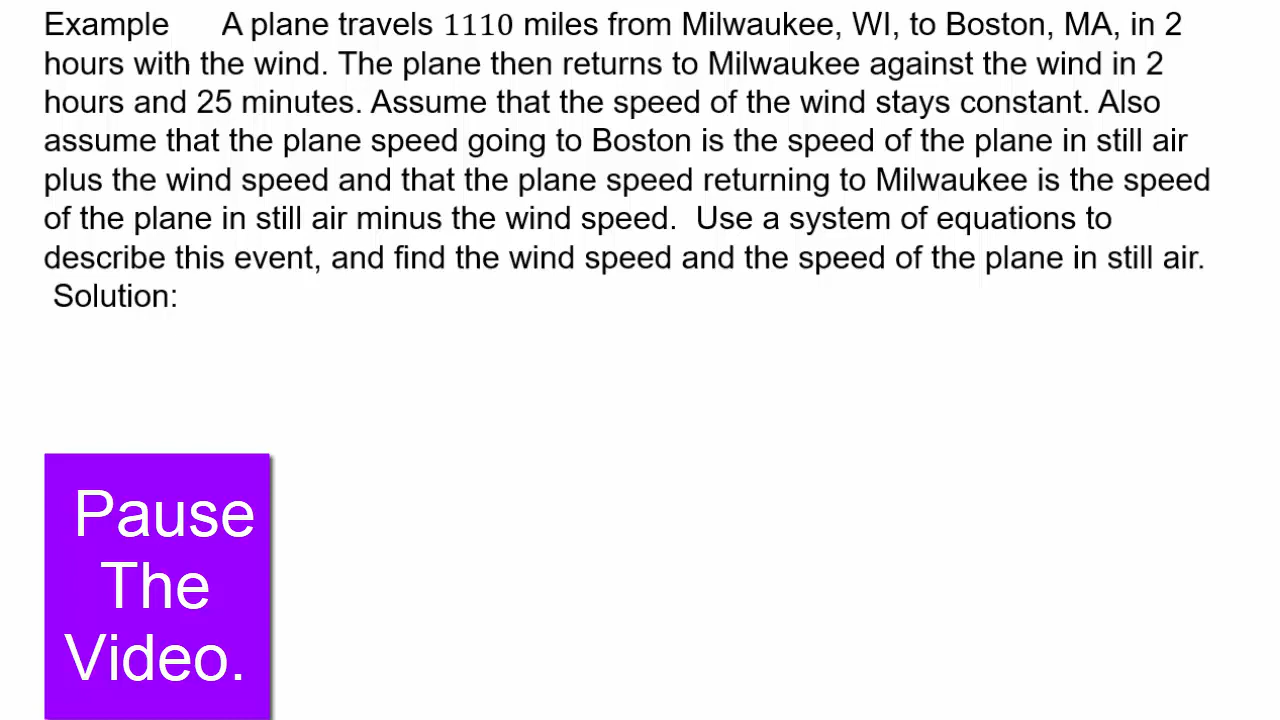 Example A plane travels 1110 miles from Milwaukee, WI, to Boston, MA, in 2
hours with the wind. The plane then returns to Milwaukee against the wind in 2
hours and 25 minutes. Assume that the speed of the wind stays constant. Also
assume that the plane speed going to Boston is the speed of the plane in still air
plus the wind speed and that the plane speed returning to Milwaukee is the speed
of the plane in still air minus the wind speed. Use a system of equations to
describe this event, and find the wind speed and the speed of the plane in still air.
Solution:
Pause
The
Video.